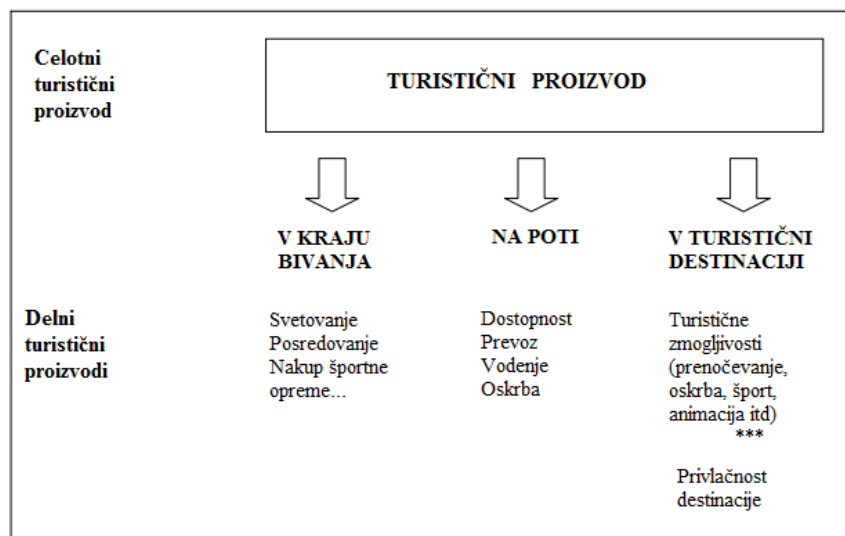 Celotni
turistični
proizvod
TURISTIČNI PROIZVOD
V KRAJU
BIVANJA
NA POTI
V TURISTIČNI
DESTINACIJI
Delni
turistični
proizvodi
Svetovanje
Posredovanje
Nakup športne
opreme...
Dostopnost
Prevoz
Vodenje
Oskrba
Turistične
zmogljivosti
(prenočevanje,
oskrba, šport,
animacija itd)
***
Privlačnost
destinacije